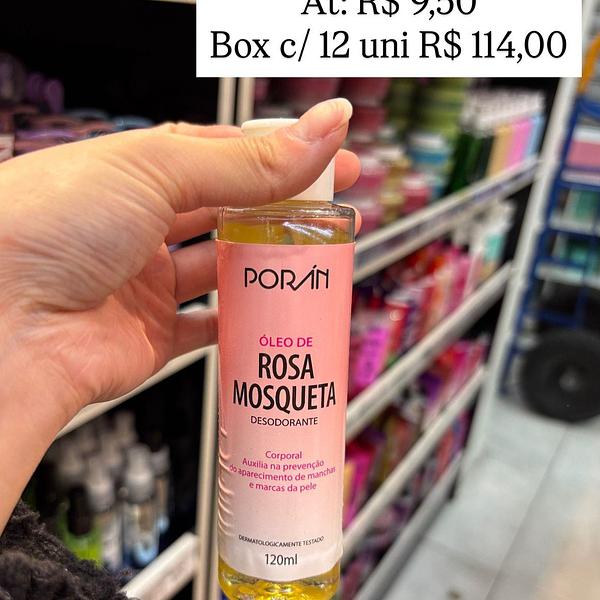 At: R$ 9,50
Box c/ 12 uni R$ 114,00
PORÁN
ÓLEO DE
ROSA
MOSQUETA
DESODORANTE
Corporal
Auxilia na prevenção
do aparecimento de manchas
e marcas da pele
DERMATOLOGICAMENTE TESTADO
120ml